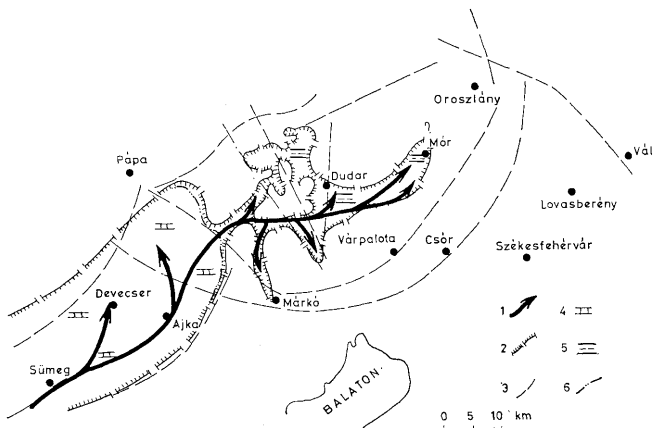 Oroszlány
?
Mór
Vál
Pápa
Dudar
Lovasberény
Várpalota
Csór
Székesfehérvár
Devecser
Márkó
Ajka
Sümeg
BALATON
1
4
2
5
3
6
0 5 10 km